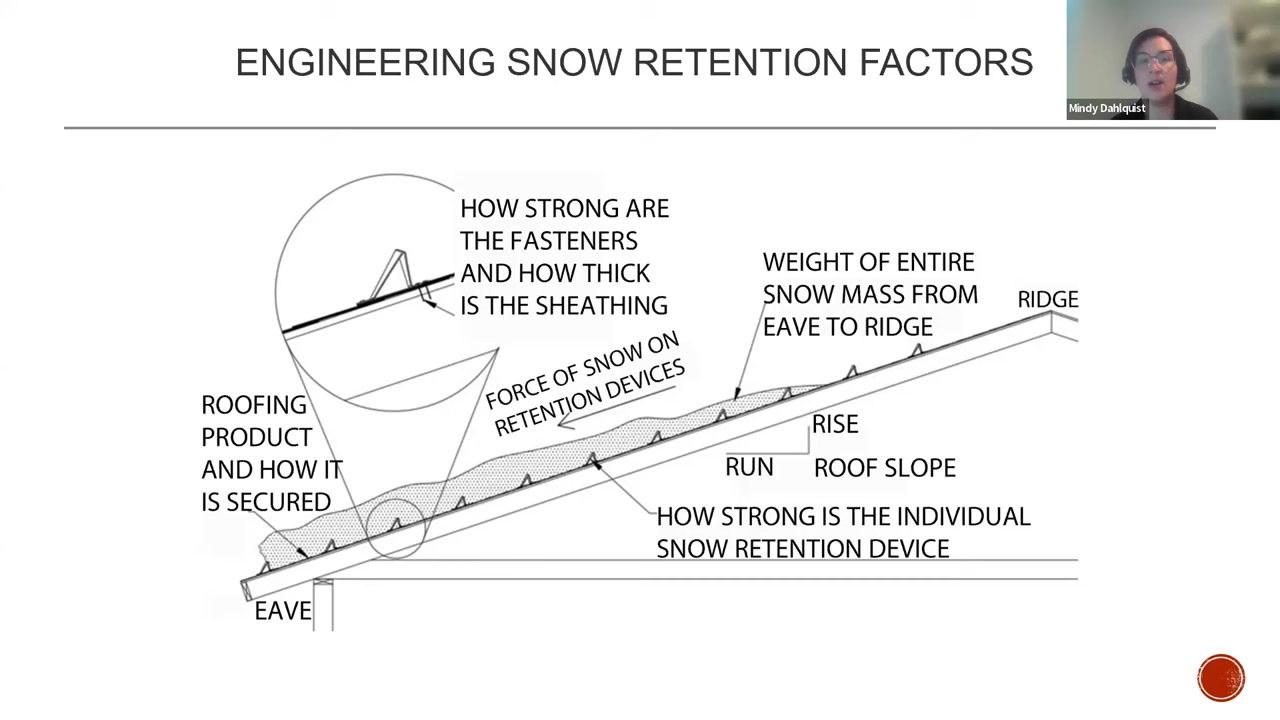 ENGINEERING SNOW RETENTION FACTORS
Mindy Dahlquist
HOW STRONG ARE
THE FASTENERS
AND HOW THICK
IS THE SHEATHING
WEIGHT OF ENTIRE
SNOW MASS FROM
EAVE TO RIDGE
RIDGE
FORCE OF SNOW ON
RETENTION DEVICES
ROOFING
PRODUCT
AND HOW IT
IS SECURED
RISE
RUN
ROOF SLOPE
HOW STRONG IS THE INDIVIDUAL
SNOW RETENTION DEVICE
EAVE